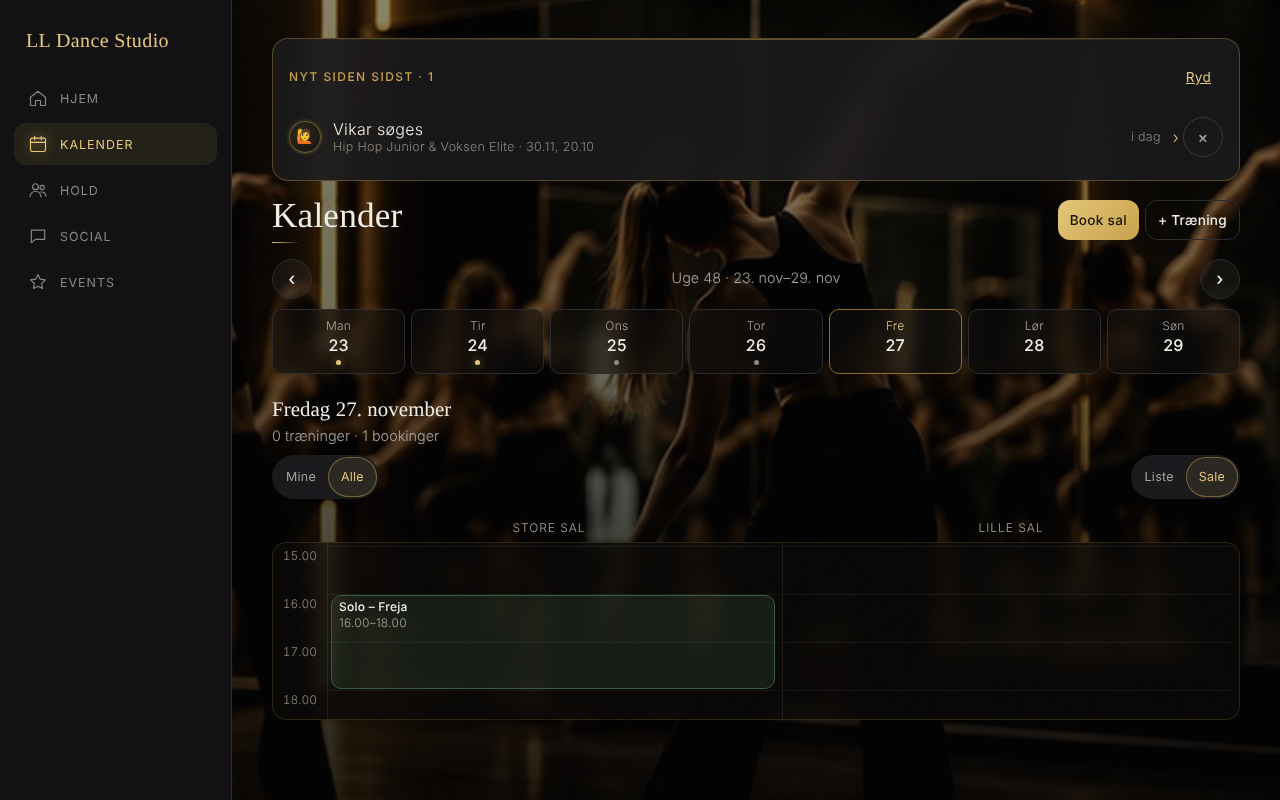 LL Dance Studio
HJEM
KALENDER
HOLD
SOCIAL
EVENTS
NYT SIDEN SIDST · 1
Ryd
Vikar søges
Hip Hop Junior & Voksen Elite · 30.11, 20.10
i dag
Kalender
Book sal
+ Træning
Uge 48 · 23. nov–29. nov
Man
23
Tir
24
Ons
25
Tor
26
Fre
27
Lør
28
Søn
29
Fredag 27. november
0 træninger · 1 bookinger
Mine
Alle
Liste
Sale
STORE SAL
LILLE SAL
15.00
16.00
Solo – Freja
16.00–18.00
17.00
18.00